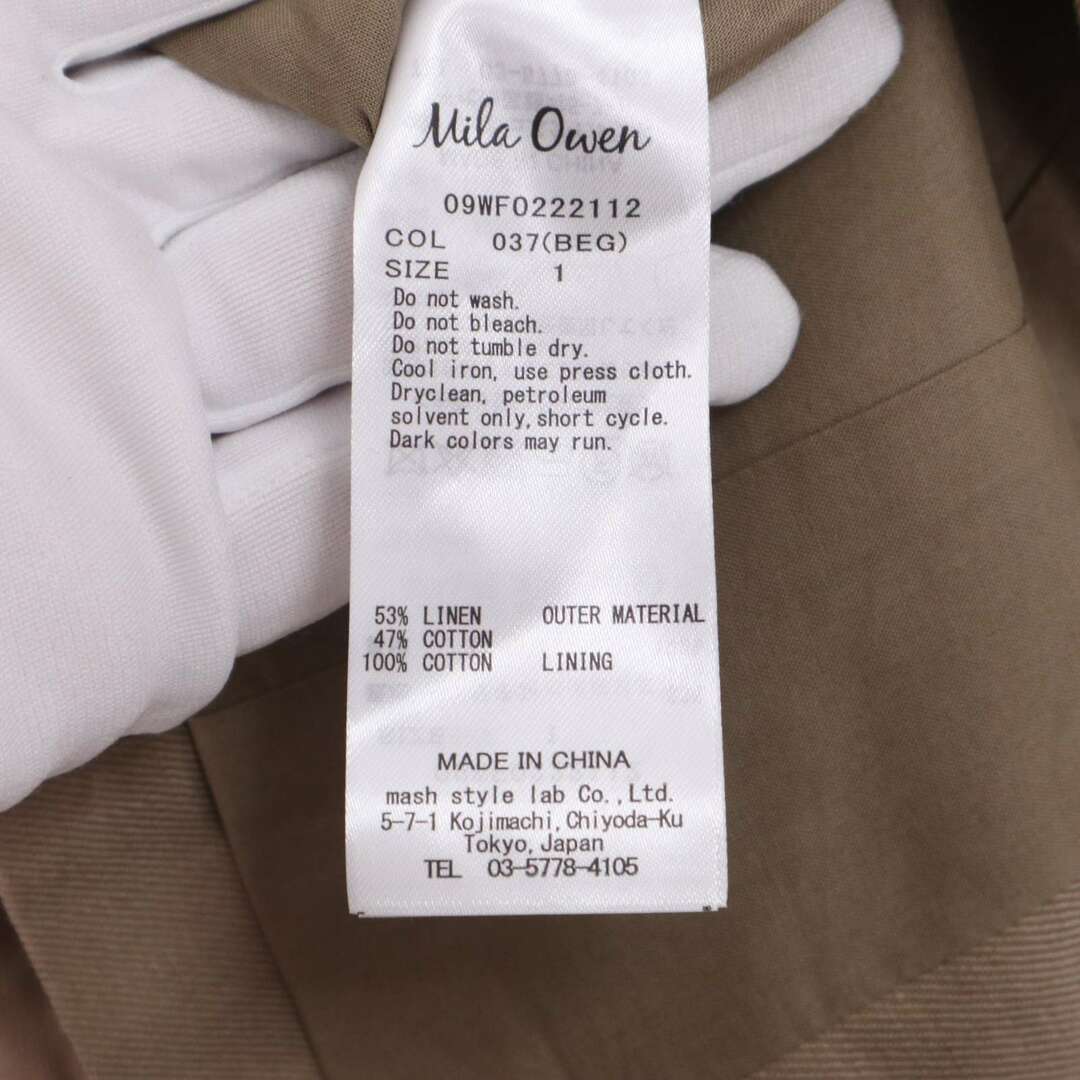 Mila Owen
09WF0222112
COL 037(BEG)
SIZE 1
Do not wash.
Do not bleach.
Do not tumble dry.
Cool iron, use press cloth.
Dryclean, petroleum
solvent only, short cycle.
Dark colors may run.
53% LINEN OUTER MATERIAL
47% COTTON
100% COTTON LINING
MADE IN CHINA
mash style lab Co.,Ltd.
5-7-1 Kojimachi,Chiyoda-Ku
Tokyo,Japan
TEL 03-5778-4105